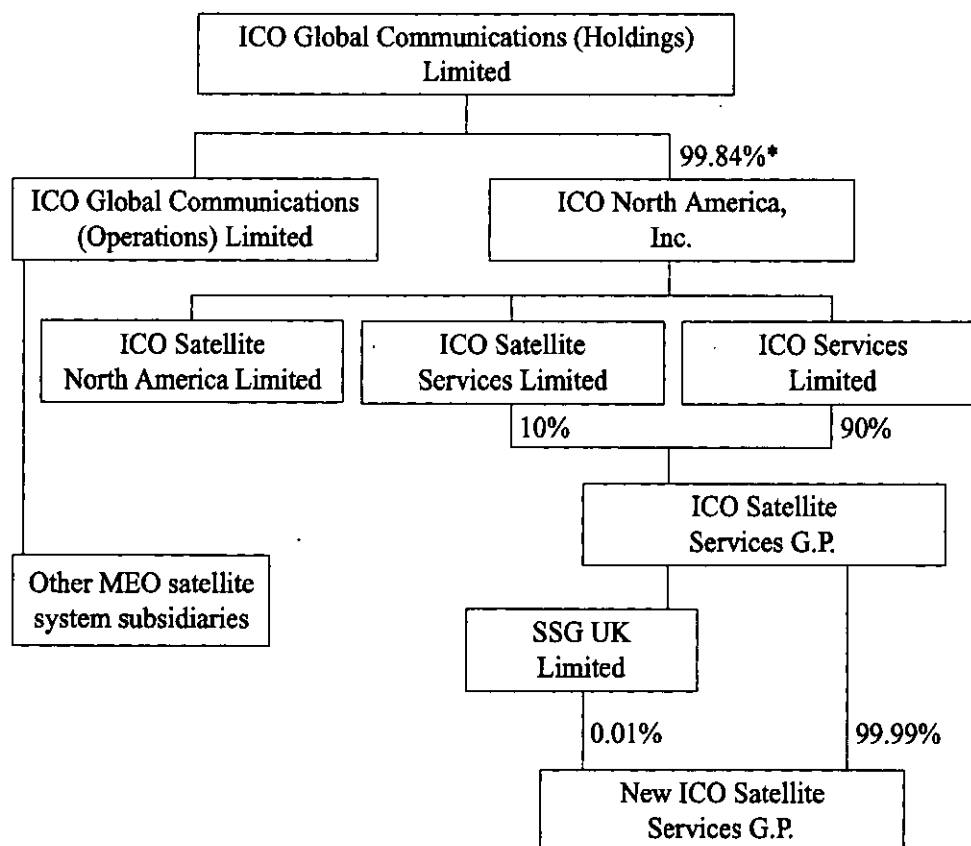 ICO Global Communications (Holdings)
Limited
99.84%*
ICO Global Communications
(Operations) Limited
ICO North America,
Inc.
ICO Satellite
North America Limited
ICO Satellite
Services Limited
ICO Services
Limited
10%
90%
ICO Satellite
Services G.P.
Other MEO satellite
system subsidiaries
SSG UK
Limited
0.01%
99.99%
New ICO Satellite
Services G.P.